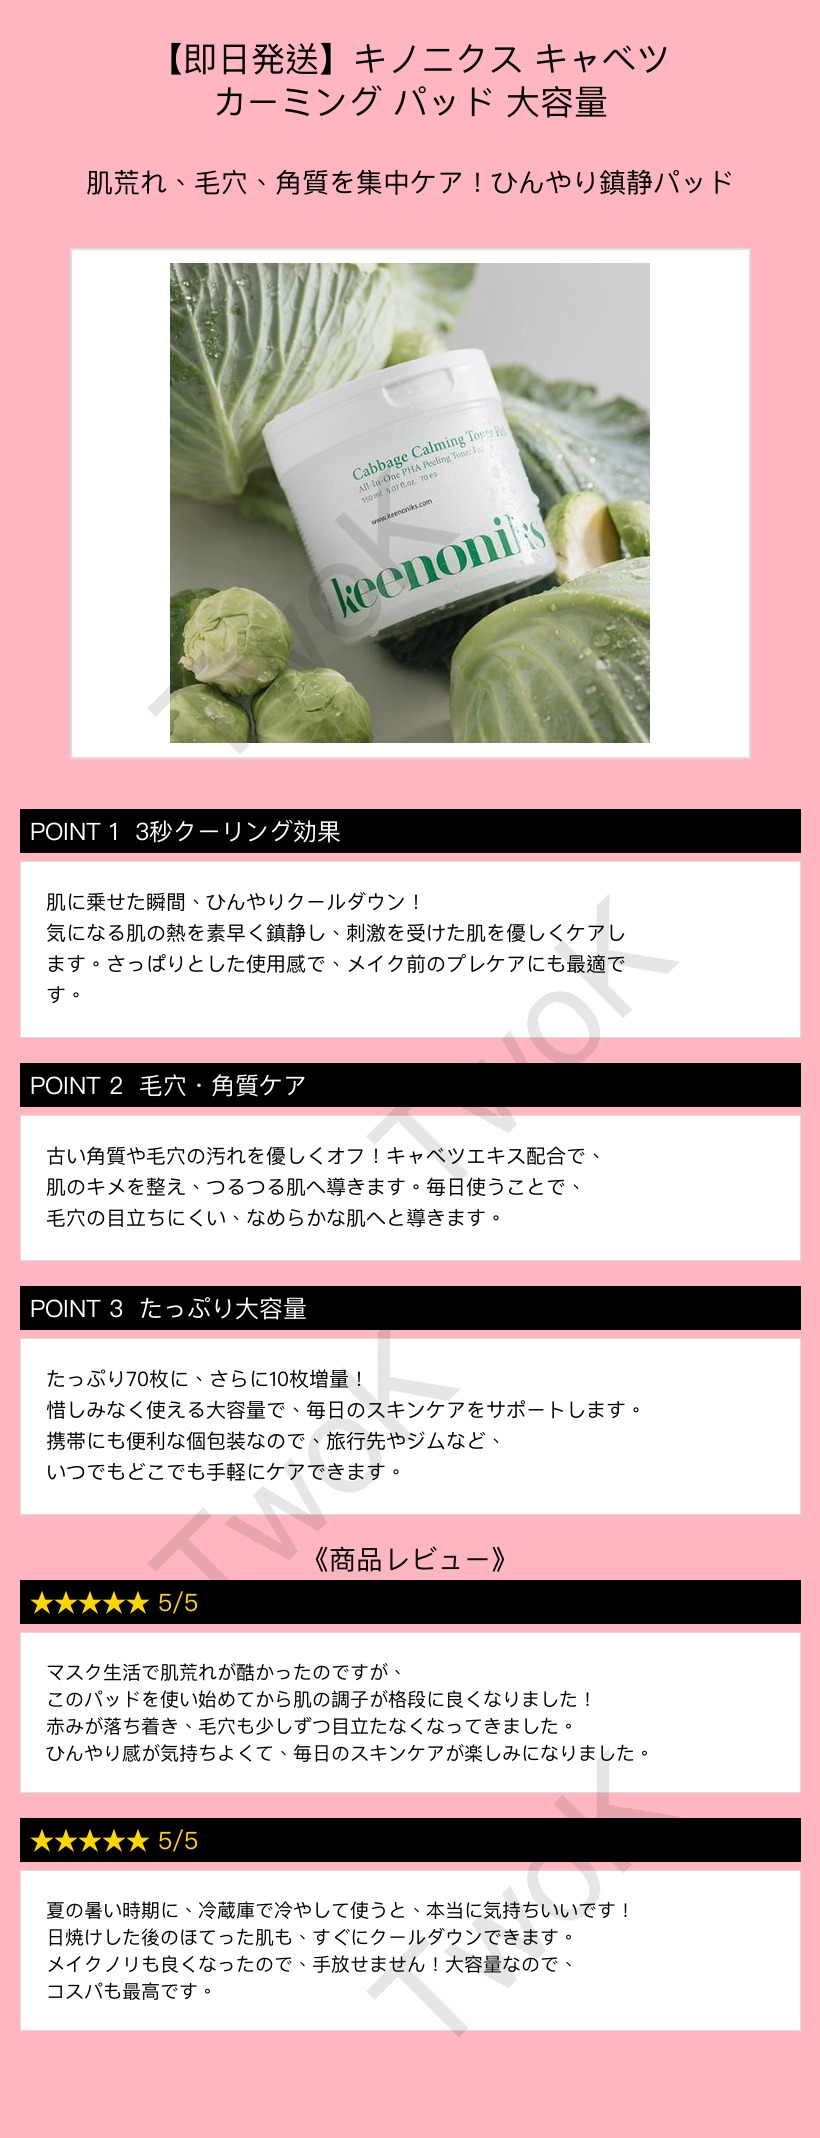 【即日発送】キノニクス キャベツ
カーミング パッド 大容量
肌荒れ、毛穴、角質を集中ケア！ひんやり鎮静パッド
Cabbage Calming Toner Pad
All-In-One PHA Peeling Toner Pad
150 ml 5.07 fl.oz. 70 ea
www.keenoniks.com
keenoniks
TwoK
POINT 1 3秒クーリング効果
肌に乗せた瞬間、ひんやりクールダウン！
気になる肌の熱を素早く鎮静し、刺激を受けた肌を優しくケアし
ます。さっぱりとした使用感で、メイク前のプレケアにも最適で
す。
TwoK
POINT 2 毛穴・角質ケア
古い角質や毛穴の汚れを優しくオフ！キャベツエキス配合で、
肌のキメを整え、つるつる肌へ導きます。毎日使うことで、
毛穴の目立ちにくい、なめらかな肌へと導きます。
POINT 3 たっぷり大容量
たっぷり70枚に、さらに10枚増量！
惜しみなく使える大容量で、毎日のスキンケアをサポートします。
携帯にも便利な個包装なので、旅行先やジムなど、
いつでもどこでも手軽にケアできます。
TwoK
《商品レビュー》
★★★★★ 5/5
マスク生活で肌荒れが酷かったのですが、
このパッドを使い始めてから肌の調子が格段に良くなりました！
赤みが落ち着き、毛穴も少しずつ目立たなくなってきました。
ひんやり感が気持ちよくて、毎日のスキンケアが楽しみになりました。
★★★★★ 5/5
夏の暑い時期に、冷蔵庫で冷やして使うと、本当に気持ちいいです！
日焼けした後のほてった肌も、すぐにクールダウンできます。
メイクノリも良くなったので、手放せません！大容量なので、
コスパも最高です。
TwoK